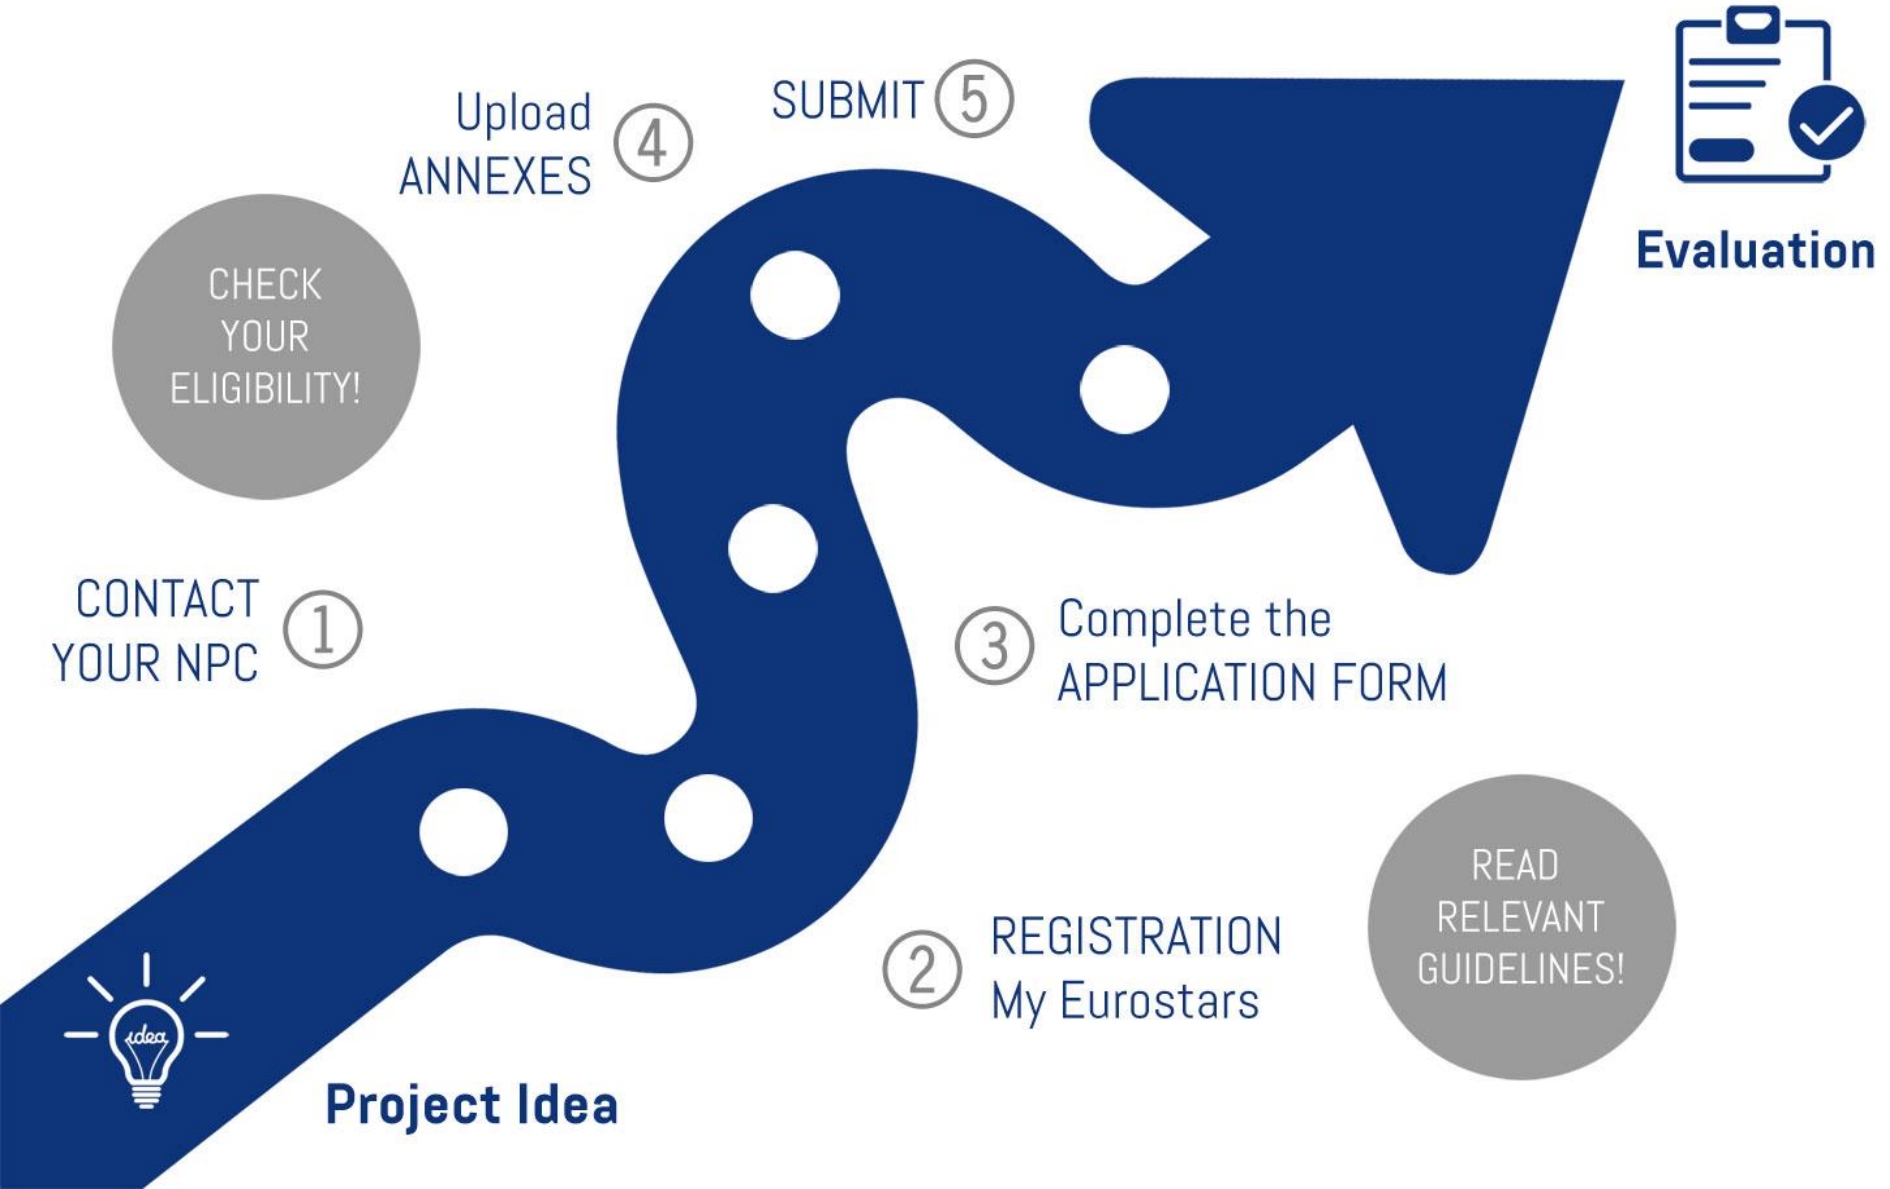 Upload
ANNEXES
4
SUBMIT
5
Evaluation
CHECK
YOUR
ELIGIBILITY!
CONTACT
YOUR NPC
1
3
Complete the
APPLICATION FORM
READ
RELEVANT
GUIDELINES!
2
REGISTRATION
My Eurostars
idea
Project Idea